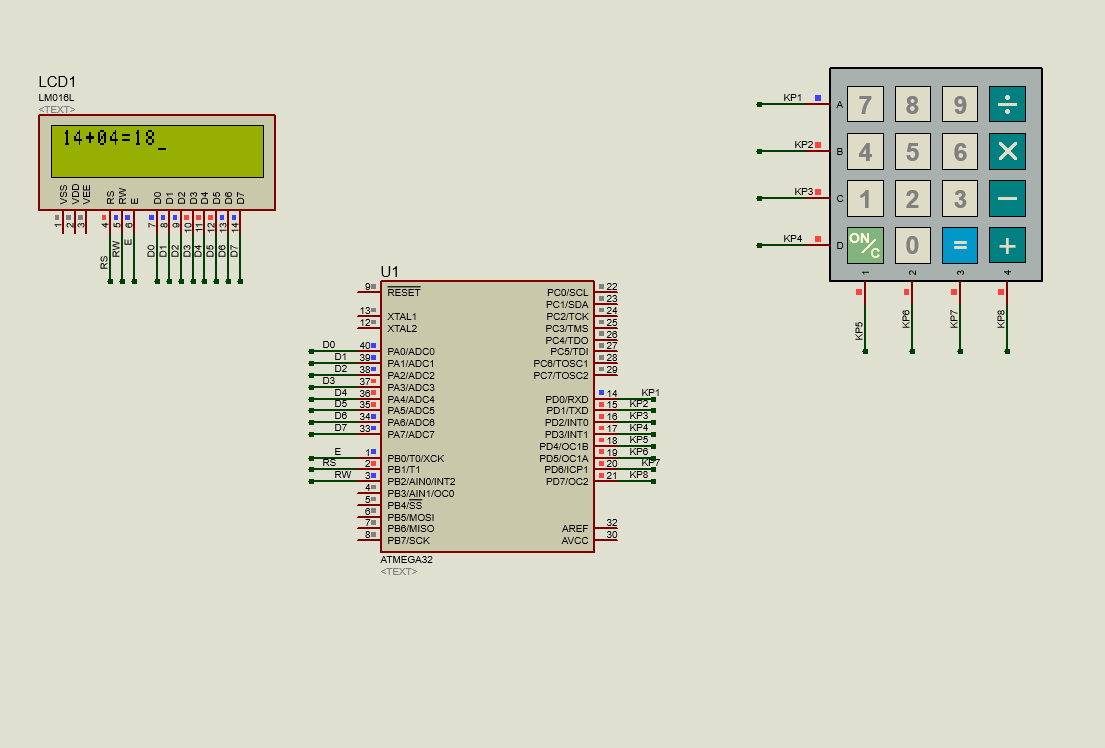 LCD1
LM016L
<TEXT>
14+04=18_
VSS VDD VEE RS RW E D0 D1 D2 D3 D4 D5 D6 D7
1 2 3 4 5 6 7 8 9 10 11 12 13 14
RS RW E D0 D1 D2 D3 D4 D5 D6 D7
KP1 A 7 8 9 ÷
KP2 B 4 5 6 ×
KP3 C 1 2 3 −
KP4 D ON/C 0 = +
1 2 3 4
KP5 KP6 KP7 KP8
U1
9 RESET PC0/SCL 22
PC1/SDA 23
13 XTAL1 PC2/TCK 24
12 XTAL2 PC3/TMS 25
PC4/TDO 26
D0 40 PA0/ADC0 PC5/TDI 27
D1 39 PA1/ADC1 PC6/TOSC1 28
D2 38 PA2/ADC2 PC7/TOSC2 29
D3 37 PA3/ADC3
D4 36 PA4/ADC4 PD0/RXD 14 KP1
D5 35 PA5/ADC5 PD1/TXD 15 KP2
D6 34 PA6/ADC6 PD2/INT0 16 KP3
D7 33 PA7/ADC7 PD3/INT1 17 KP4
PD4/OC1B 18 KP5
E 1 PB0/T0/XCK PD5/OC1A 19 KP6
RS 2 PB1/T1 PD6/ICP1 20 KP7
RW 3 PB2/AIN0/INT2 PD7/OC2 21 KP8
4 PB3/AIN1/OC0
5 PB4/SS
6 PB5/MOSI
7 PB6/MISO AREF 32
8 PB7/SCK AVCC 30
ATMEGA32
<TEXT>